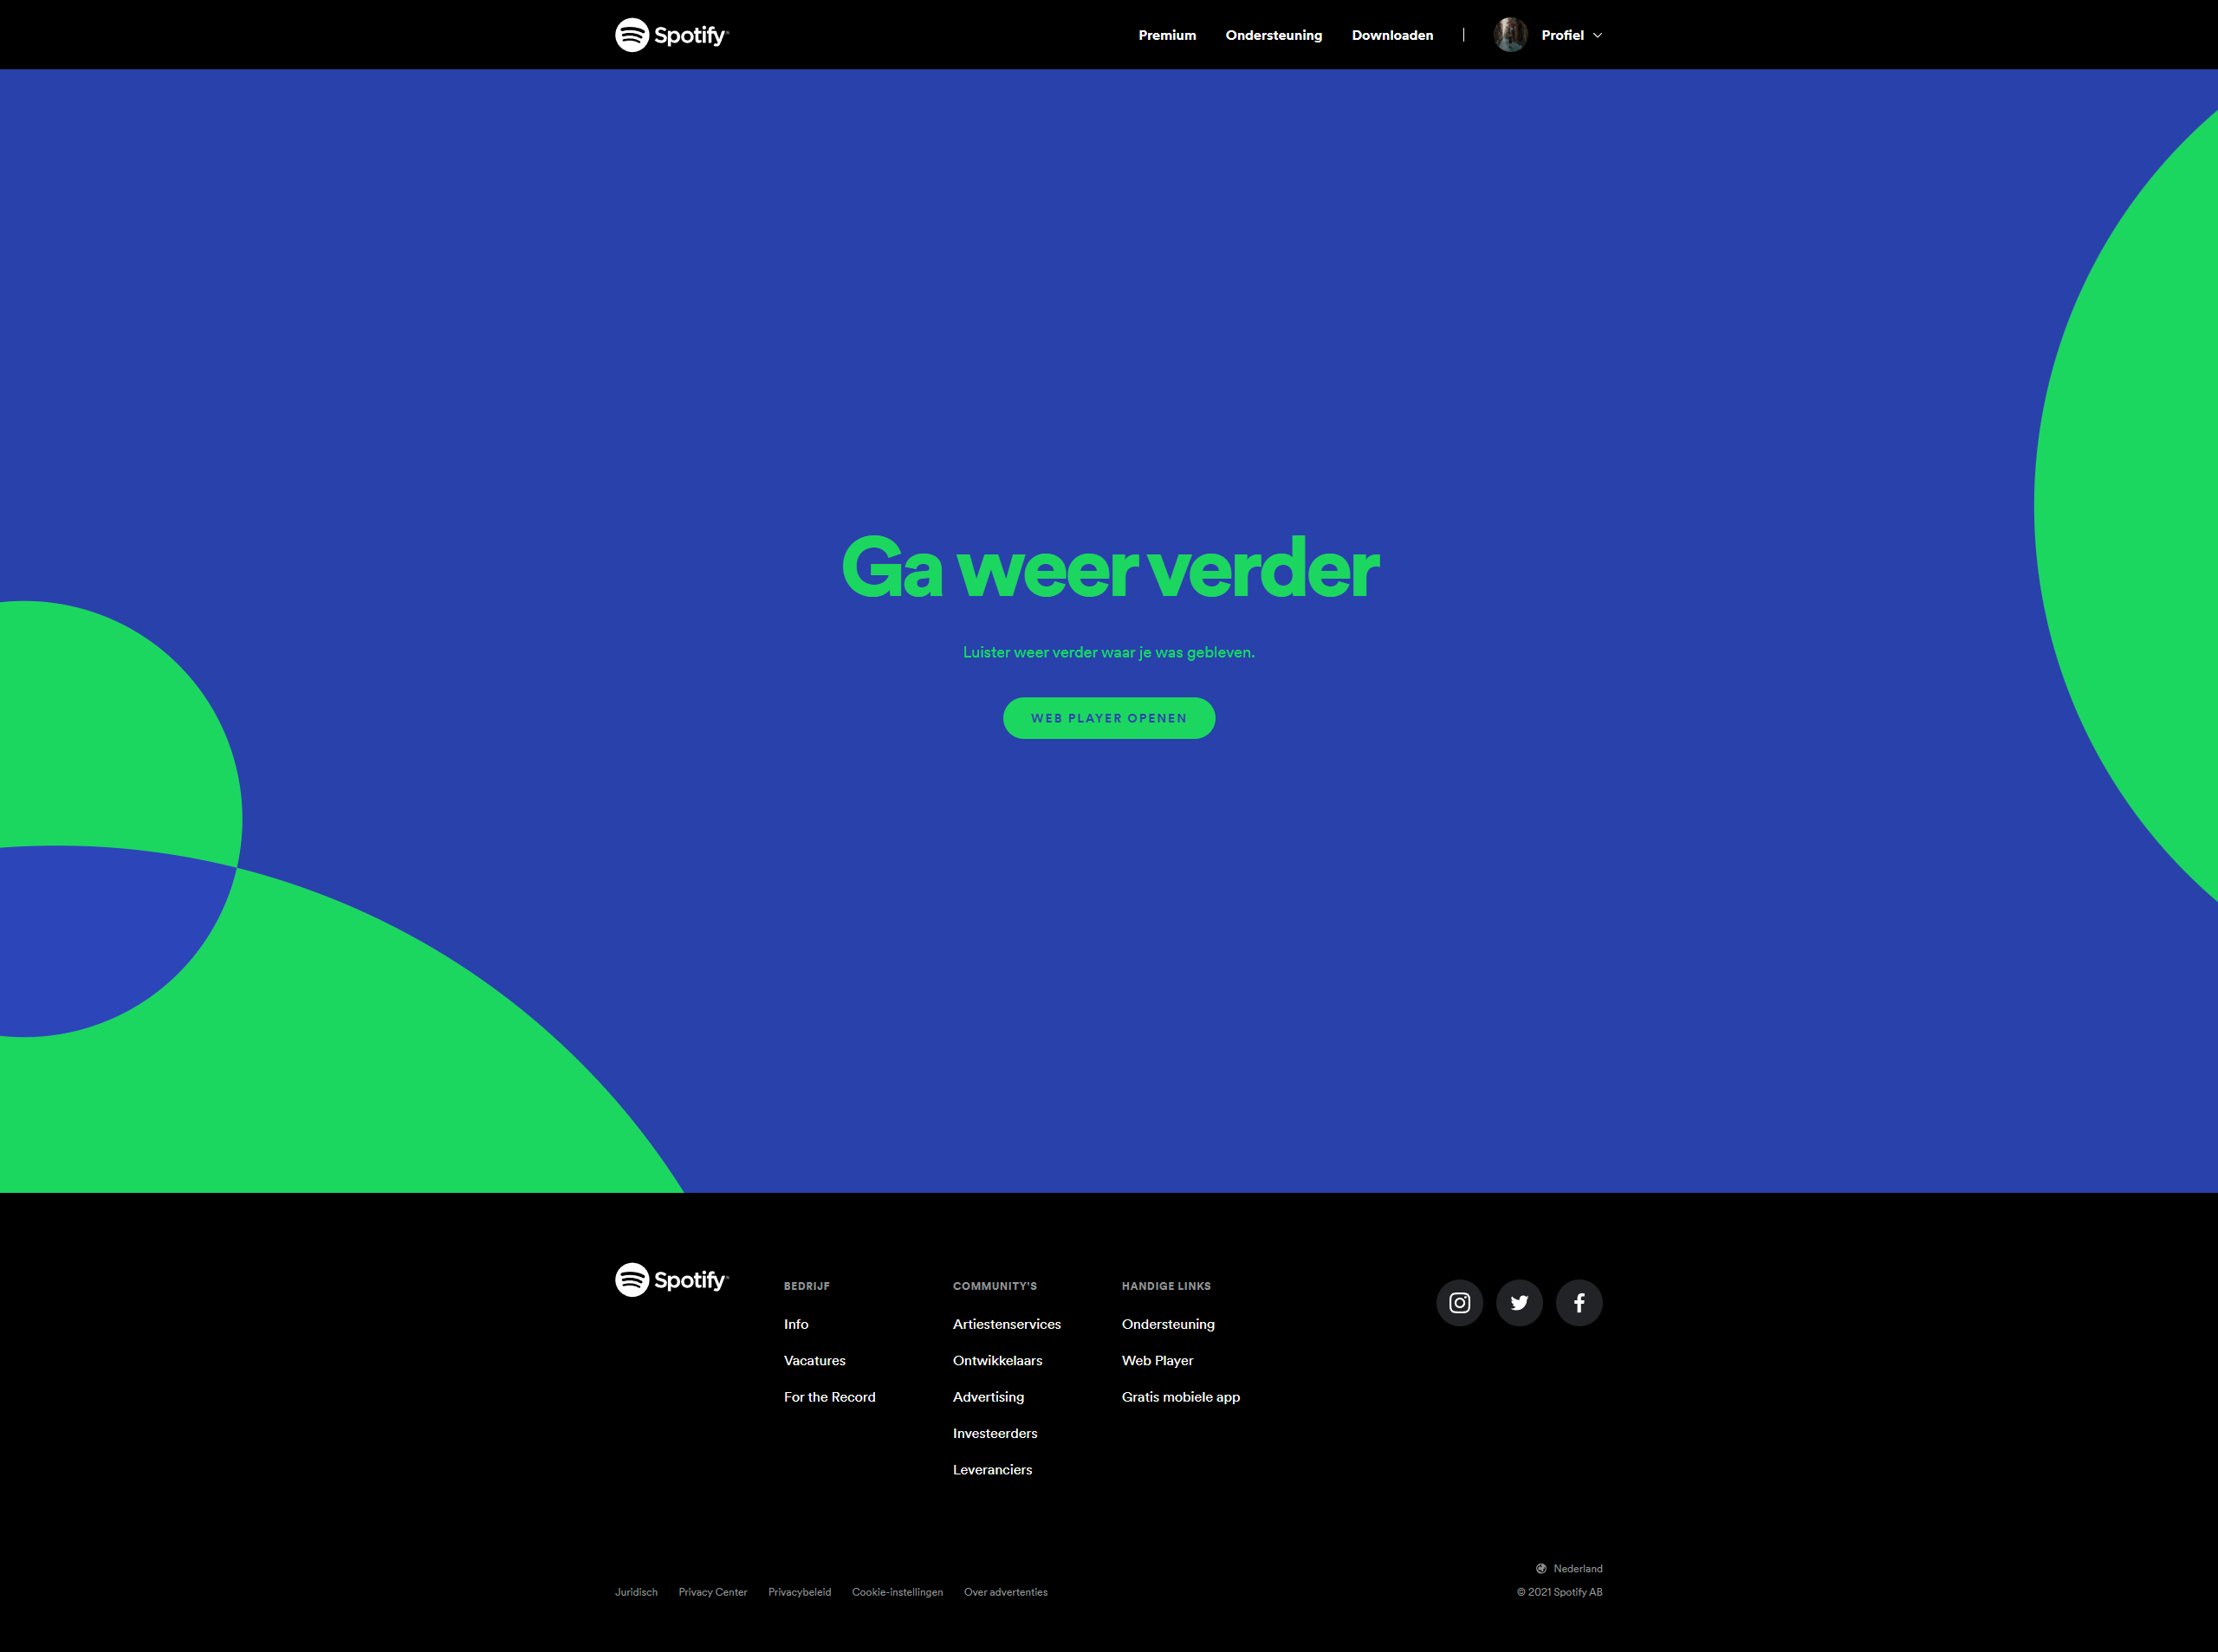 Spotify
Premium
Ondersteuning
Downloaden
Profiel
Ga weer verder
Luister weer verder waar je was gebleven.
WEB PLAYER OPENEN
Spotify
BEDRIJF
Info
Vacatures
For the Record
COMMUNITY'S
Artiestenservices
Ontwikkelaars
Advertising
Investeerders
Leveranciers
HANDIGE LINKS
Ondersteuning
Web Player
Gratis mobiele app
Nederland
Juridisch
Privacy Center
Privacybeleid
Cookie-instellingen
Over advertenties
© 2021 Spotify AB